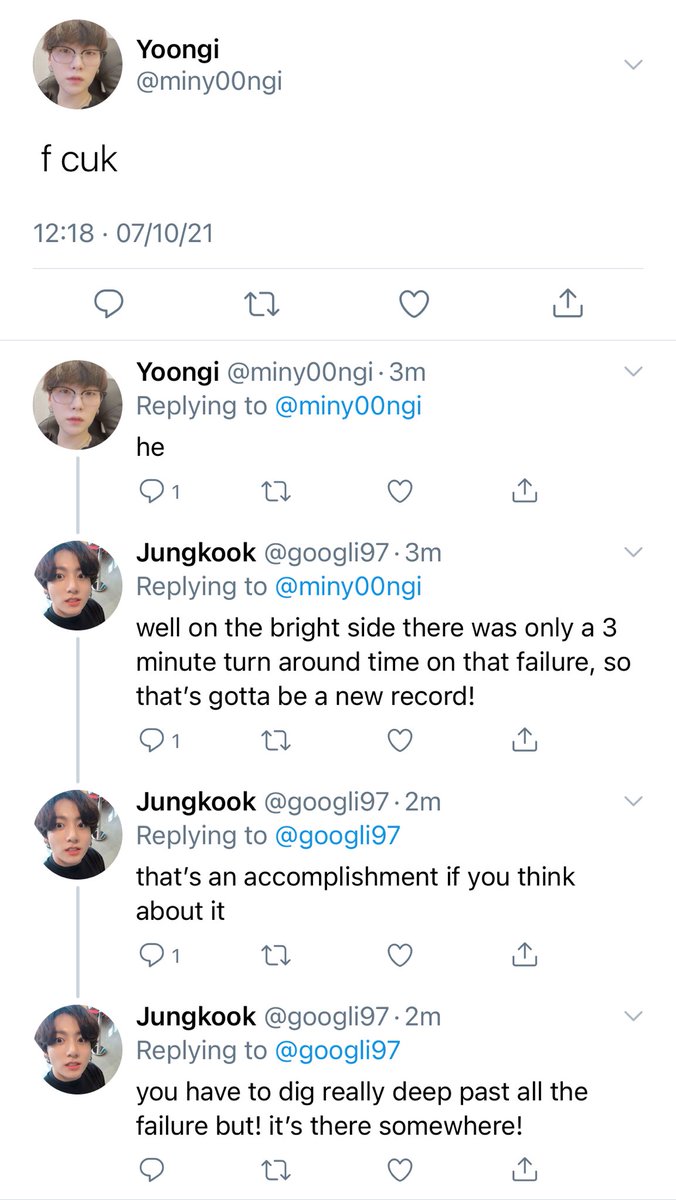 Yoongi
@miny00ngi
f cuk
12:18 · 07/10/21
Yoongi @miny00ngi · 3m
Replying to @miny00ngi
he
1
Jungkook @googli97 · 3m
Replying to @miny00ngi
well on the bright side there was only a 3
minute turn around time on that failure, so
that’s gotta be a new record!
1
Jungkook @googli97 · 2m
Replying to @googli97
that’s an accomplishment if you think
about it
1
Jungkook @googli97 · 2m
Replying to @googli97
you have to dig really deep past all the
failure but! it’s there somewhere!